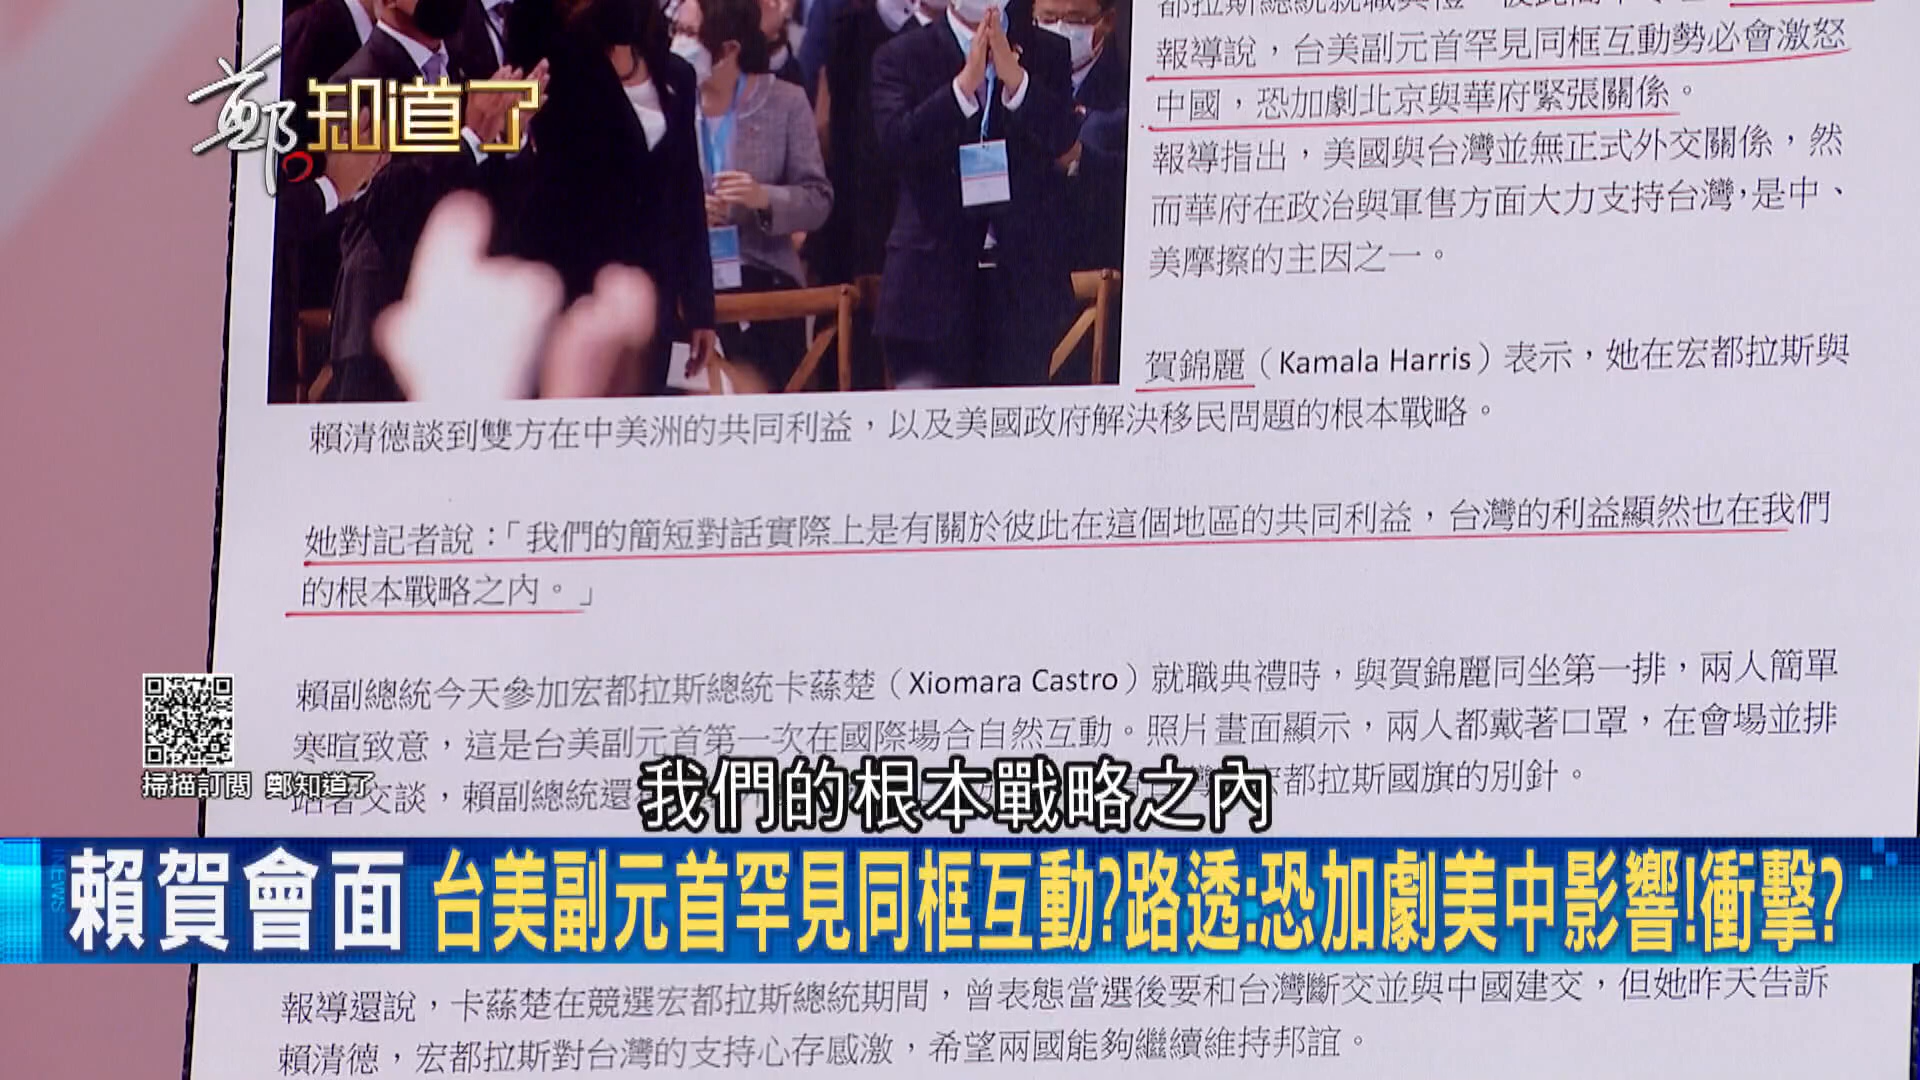 鄭知道了
報導說，台美副元首罕見同框互動勢必會激怒
中國，恐加劇北京與華府緊張關係。
報導指出，美國與台灣並無正式外交關係，然
而華府在政治與軍售方面大力支持台灣，是中、
美摩擦的主因之一。
賀錦麗（Kamala Harris）表示，她在宏都拉斯與
賴清德談到雙方在中美洲的共同利益，以及美國政府解決移民問題的根本戰略。
她對記者說：「我們的簡短對話實際上是有關於彼此在這個地區的共同利益，台灣的利益顯然也在我們
的根本戰略之內。」
賴副總統今天參加宏都拉斯總統卡蕬楚（Xiomara Castro）就職典禮時，與賀錦麗同坐第一排，兩人簡單
寒暄致意，這是台美副元首第一次在國際場合自然互動。照片畫面顯示，兩人都戴著口罩，在會場並排
站著交談，賴副總統還
宏都拉斯國旗的別針。
掃描訂閱 鄭知道了
我們的根本戰略之內
INEWS
賴賀會面 台美副元首罕見同框互動?路透:恐加劇美中影響!衝擊?
報導還說，卡蕬楚在競選宏都拉斯總統期間，曾表態當選後要和台灣斷交並與中國建交，但她昨天告訴
賴清德，宏都拉斯對台灣的支持心存感激，希望兩國能夠繼續維持邦誼。